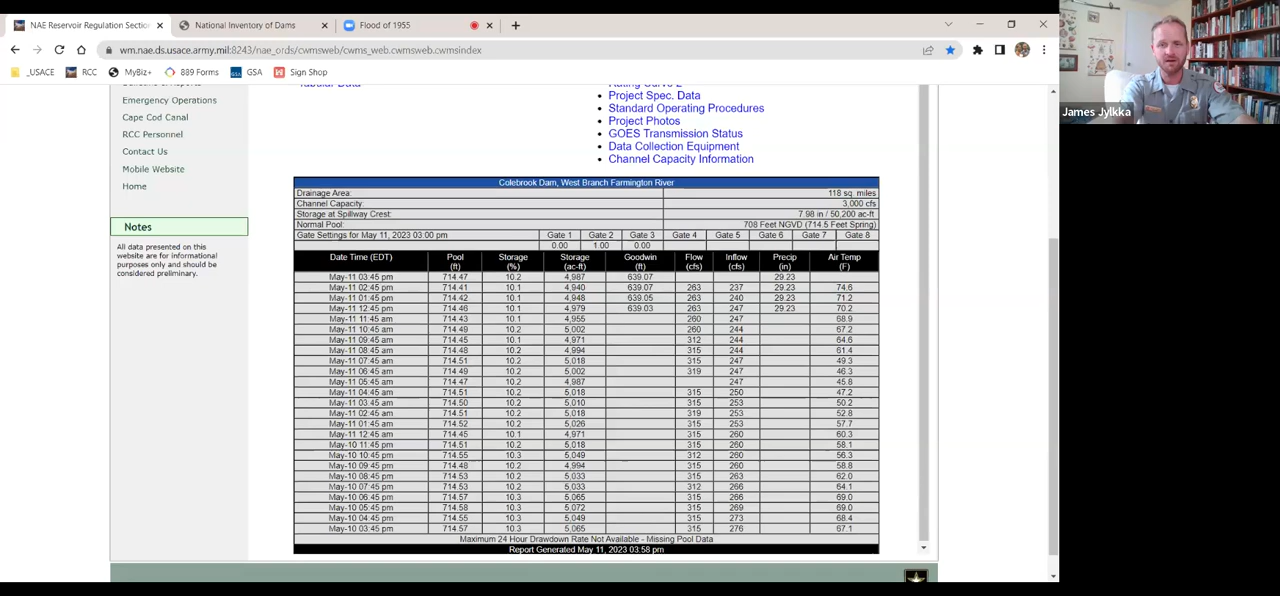 NAE Reservoir Regulation Sectio
National Inventory of Dams
Flood of 1955
wm.nae.ds.usace.army.mil:8243/nae_ords/cwmsweb/cwms_web.cwmsweb.cwmsindex
_USACE RCC MyBiz+ 889 Forms GSA Sign Shop
James Jylkka
Emergency Operations
Cape Cod Canal
RCC Personnel
Contact Us
Mobile Website
Home
Notes
All data presented on this
website are for informational
purposes only and should be
considered preliminary.
Tabular Data
Rating Curve 2
Project Spec. Data
Standard Operating Procedures
Project Photos
GOES Transmission Status
Data Collection Equipment
Channel Capacity Information
Colebrook Dam, West Branch Farmington River
Drainage Area: 118 sq. miles
Channel Capacity: 3,000 cfs
Storage at Spillway Crest: 7.98 in / 50,200 ac-ft
Normal Pool: 708 Feet NGVD (714.5 Feet Spring)
Gate Settings for May 11, 2023 03:00 pm Gate 1 Gate 2 Gate 3 Gate 4 Gate 5 Gate 6 Gate 7 Gate 8
0.00 1.00 0.00
Date Time (EDT) Pool (ft) Storage (%) Storage (ac-ft) Goodwin (ft) Flow (cfs) Inflow (cfs) Precip (in) Air Temp (F)
May-11 03:45 pm 714.47 10.2 4,987 639.07 29.23
May-11 02:45 pm 714.41 10.1 4,940 639.07 263 237 29.23 74.6
May-11 01:45 pm 714.42 10.1 4,948 639.05 263 240 29.23 71.2
May-11 12:45 pm 714.46 10.1 4,979 639.03 263 247 29.23 70.2
May-11 11:45 am 714.43 10.1 4,955 260 247 68.9
May-11 10:45 am 714.49 10.2 5,002 260 244 67.2
May-11 09:45 am 714.45 10.1 4,971 312 244 64.6
May-11 08:45 am 714.48 10.2 4,994 315 244 61.4
May-11 07:45 am 714.51 10.2 5,018 315 247 49.3
May-11 06:45 am 714.49 10.2 5,002 319 247 46.3
May-11 05:45 am 714.47 10.2 4,987 247 45.8
May-11 04:45 am 714.51 10.2 5,018 315 250 47.2
May-11 03:45 am 714.50 10.2 5,010 315 253 50.2
May-11 02:45 am 714.51 10.2 5,018 319 253 52.8
May-11 01:45 am 714.52 10.2 5,026 315 253 57.7
May-11 12:45 am 714.45 10.1 4,971 315 260 60.3
May-10 11:45 pm 714.51 10.2 5,018 315 260 58.1
May-10 10:45 pm 714.55 10.3 5,049 312 260 56.3
May-10 09:45 pm 714.48 10.2 4,994 315 260 58.8
May-10 08:45 pm 714.53 10.2 5,033 315 263 62.0
May-10 07:45 pm 714.53 10.2 5,033 312 266 64.1
May-10 06:45 pm 714.57 10.3 5,065 315 266 69.0
May-10 05:45 pm 714.58 10.3 5,072 315 269 69.0
May-10 04:45 pm 714.55 10.3 5,049 315 273 68.4
May-10 03:45 pm 714.57 10.3 5,065 315 276 67.1
Maximum 24 Hour Drawdown Rate Not Available - Missing Pool Data
Report Generated May 11, 2023 03:58 pm